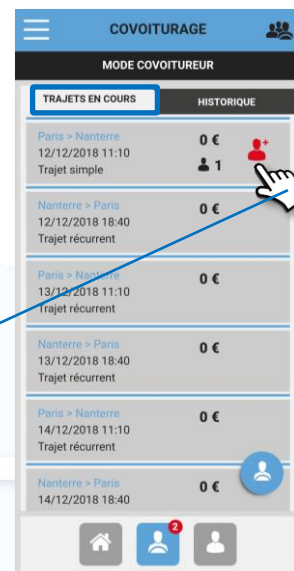 COVOITURAGE
MODE COVOITUREUR
TRAJETS EN COURS HISTORIQUE
Paris > Nanterre 0 €
12/12/2018 11:10 1
Trajet simple
Nanterre > Paris 0 €
12/12/2018 18:40
Trajet récurrent
Paris > Nanterre 0 €
13/12/2018 11:10
Trajet récurrent
Nanterre > Paris 0 €
13/12/2018 18:40
Trajet récurrent
Paris > Nanterre 0 €
14/12/2018 11:10
Trajet récurrent
Nanterre > Paris 0 €
14/12/2018 18:40
2